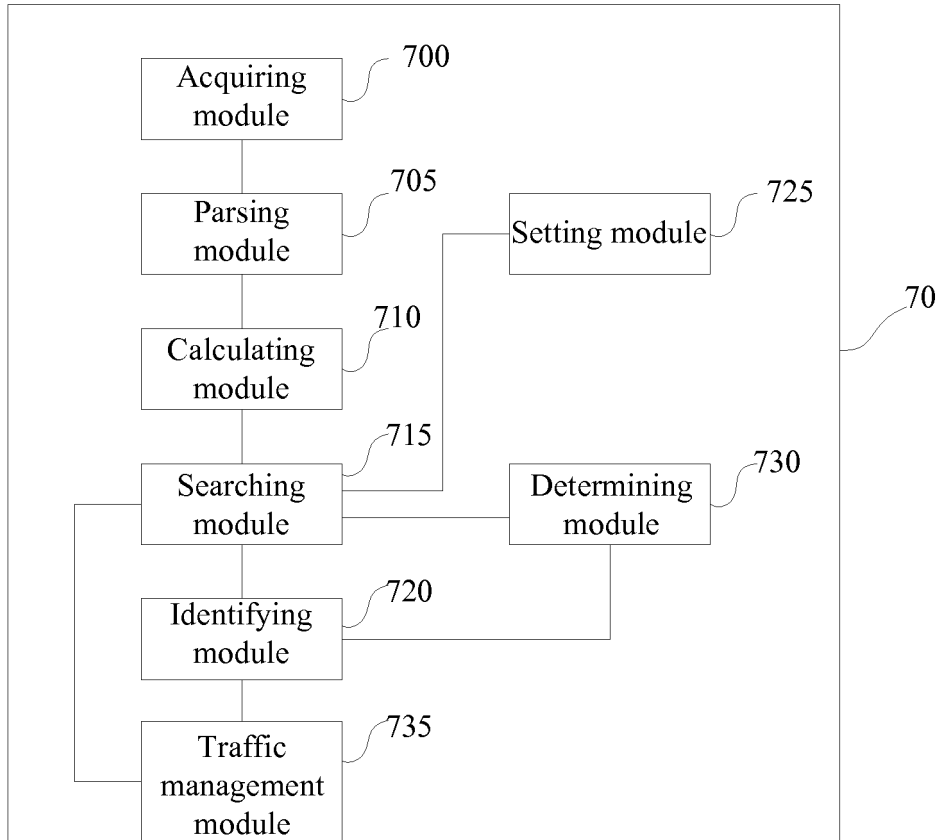 Acquiring
module
700
Parsing
module
705
Setting module
725
Calculating
module
710
70
Searching
module
715
Determining
module
730
Identifying
module
720
Traffic
management
module
735